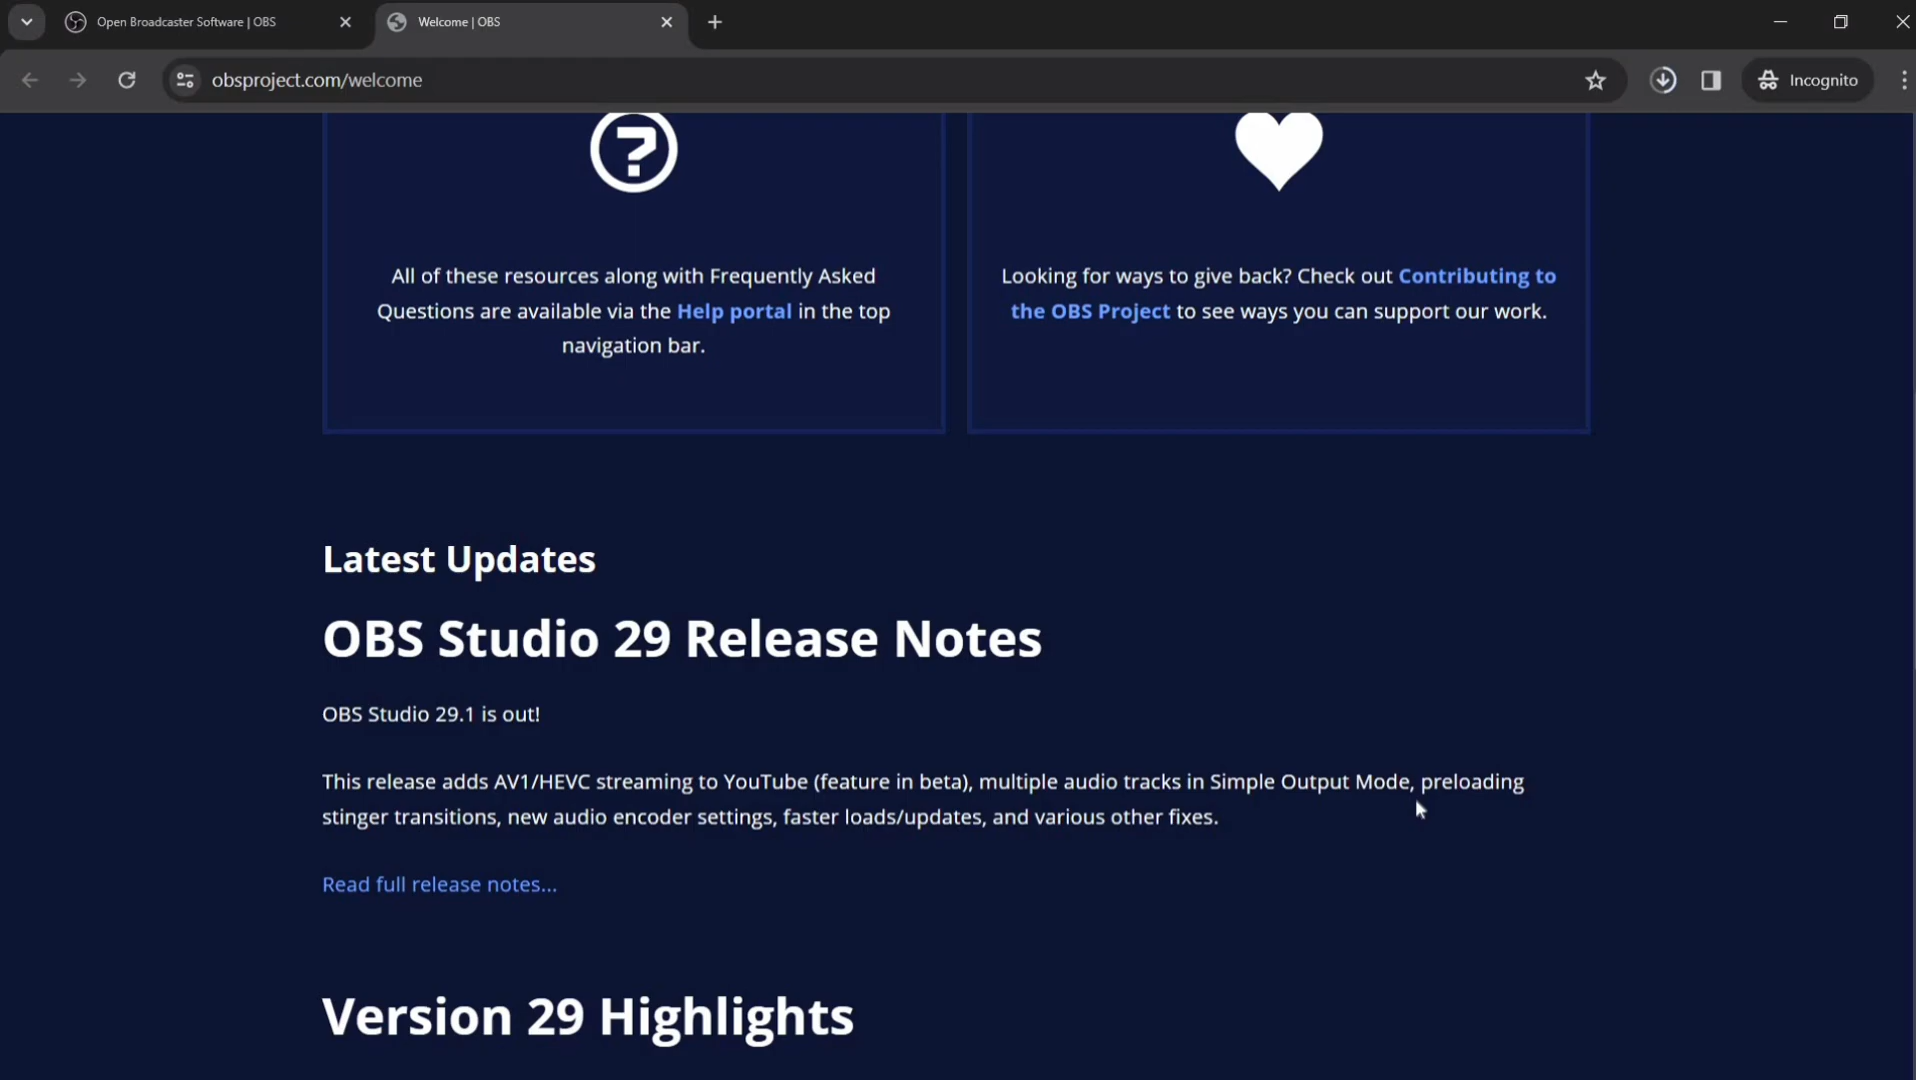 Open Broadcaster Software | OBS
Welcome | OBS
obsproject.com/welcome
Incognito
All of these resources along with Frequently Asked
Questions are available via the Help portal in the top
navigation bar.
Looking for ways to give back? Check out Contributing to
the OBS Project to see ways you can support our work.
Latest Updates
OBS Studio 29 Release Notes
OBS Studio 29.1 is out!
This release adds AV1/HEVC streaming to YouTube (feature in beta), multiple audio tracks in Simple Output Mode, preloading
stinger transitions, new audio encoder settings, faster loads/updates, and various other fixes.
Read full release notes...
Version 29 Highlights